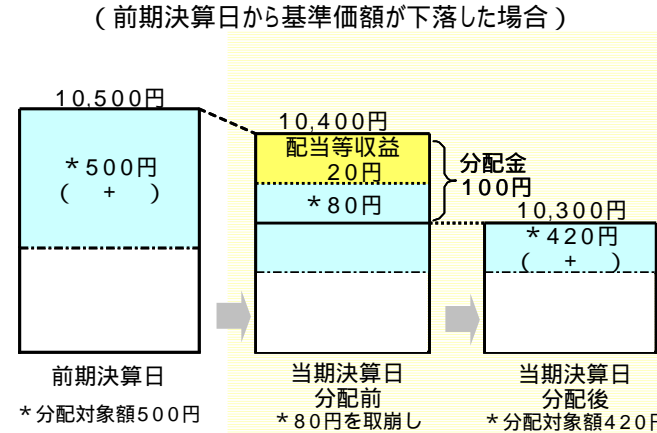 (前期決算日から基準価額が下落した場合)
10,500円
*500円
( + )
10,400円
配当等収益
20円
*80円
分配金
100円
10,300円
*420円
( + )
前期決算日
*分配対象額500円
当期決算日
分配前
*80円を取崩し
当期決算日
分配後
*分配対象額420円